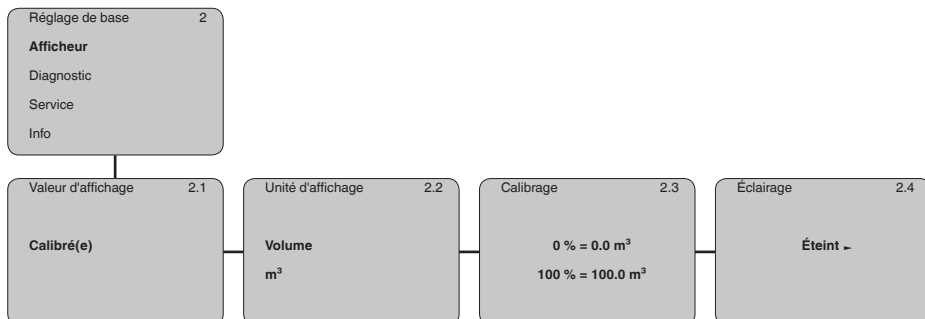 Réglage de base 2
Afficheur
Diagnostic
Service
Info
Valeur d'affichage 2.1
Calibré(e)
Unité d'affichage 2.2
Volume
m³
Calibrage 2.3
0 % = 0.0 m³
100 % = 100.0 m³
Éclairage 2.4
Éteint ►